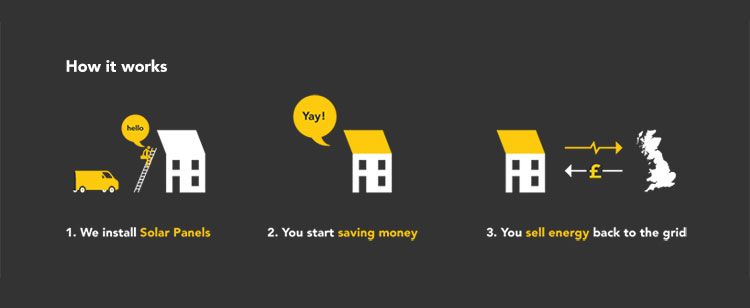 How it works
hello
Yay!
£
1. We install Solar Panels
2. You start saving money
3. You sell energy back to the grid